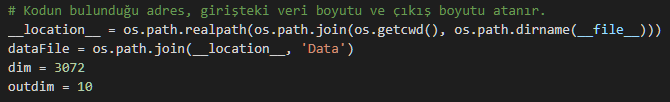 # Kodun bulunduğu adres, girişteki veri boyutu ve çıkış boyutu atanır.
__location__ = os.path.realpath(os.path.join(os.getcwd(), os.path.dirname(__file__)))
dataFile = os.path.join(__location__, 'Data')
dim = 3072
outdim = 10